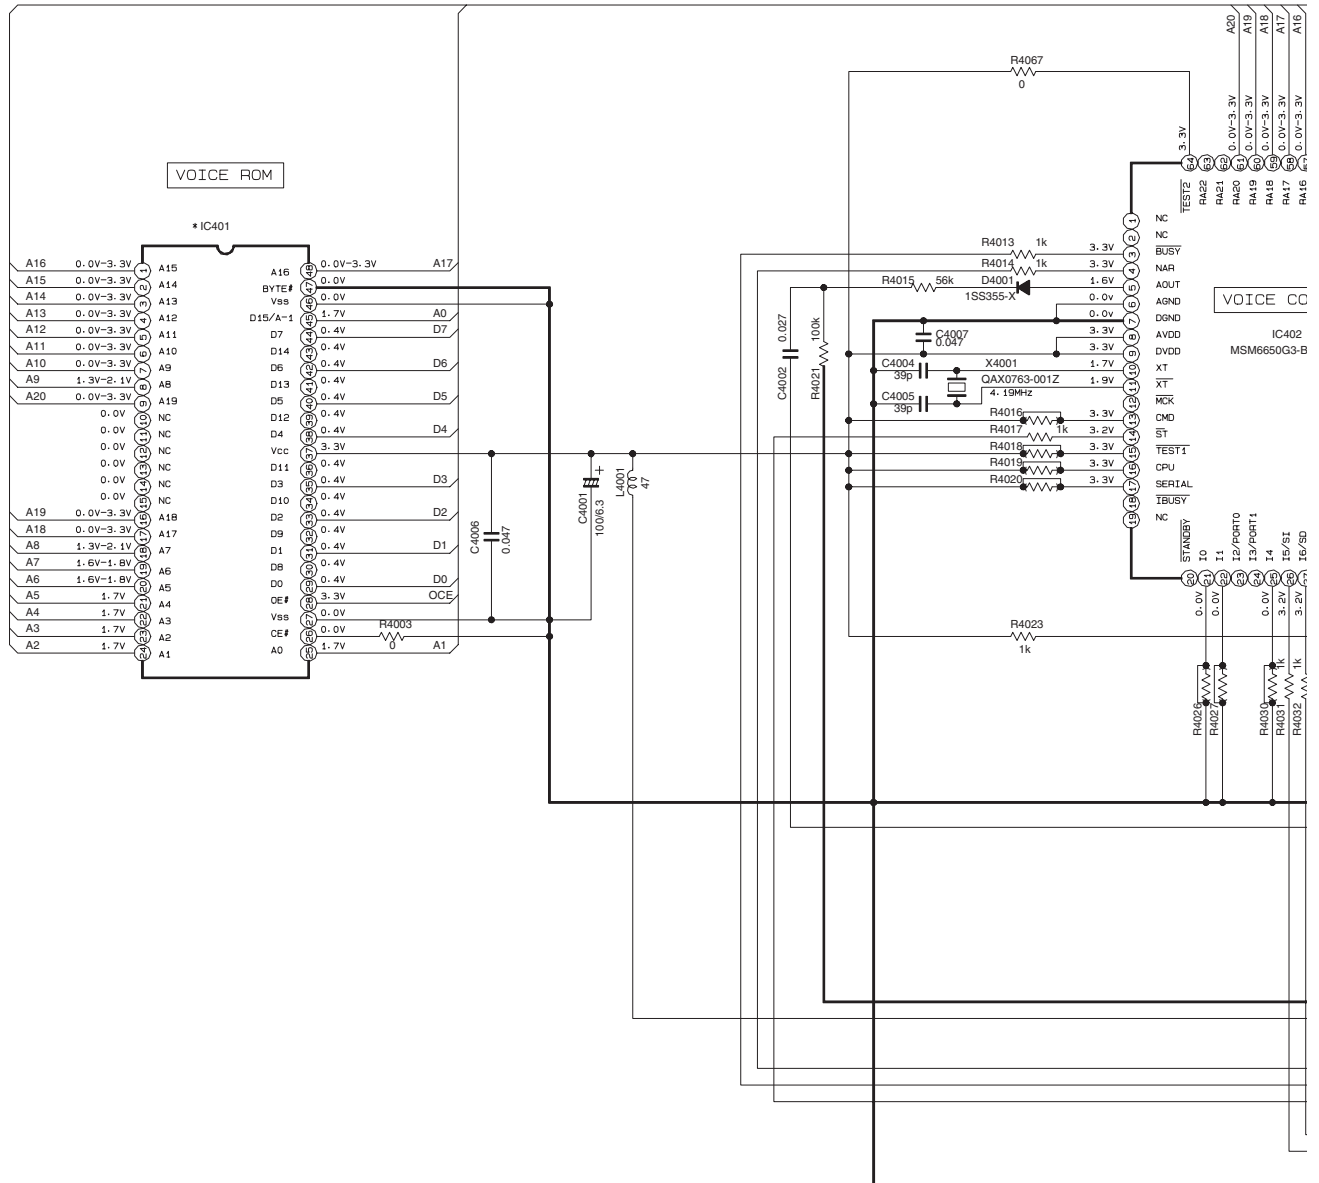 VOICE ROM
* IC401
A16 0.0V-3.3V 1 A15
A15 0.0V-3.3V 2 A14
A14 0.0V-3.3V 3 A13
A13 0.0V-3.3V 4 A12
A12 0.0V-3.3V 5 A11
A11 0.0V-3.3V 6 A10
A10 0.0V-3.3V 7 A9
A9 1.3V-2.1V 8 A8
A20 0.0V-3.3V 9 A19
0.0V 10 NC
0.0V 11 NC
0.0V 12 NC
0.0V 13 NC
0.0V 14 NC
0.0V 15 NC
A19 0.0V-3.3V 16 A18
A18 0.0V-3.3V 17 A17
A8 1.3V-2.1V 18 A7
A7 1.6V-1.8V 19 A6
A6 1.6V-1.8V 20 A5
A5 1.7V 21 A4
A4 1.7V 22 A3
A3 1.7V 23 A2
A2 1.7V 24 A1
A16 48 0.0V-3.3V A17
BYTE# 47 0.0V
Vss 46 0.0V
D15/A-1 45 1.7V A0
D7 44 0.4V D7
D14 43 0.4V
D6 42 0.4V D6
D13 41 0.4V
D5 40 0.4V D5
D12 39 0.4V
D4 38 0.4V D4
Vcc 37 3.3V
D11 36 0.4V
D3 35 0.4V D3
D10 34 0.4V
D2 33 0.4V D2
D9 32 0.4V
D1 31 0.4V D1
D8 30 0.4V
D0 29 0.4V D0
OE# 28 3.3V OCE
Vss 27 0.0V
CE# 26 0.0V
A0 25 1.7V A1
R4003
0
C4006
0.047
C4001
100/6.3
+
L4001
47
R4067
0
C4002 0.027
R4021 100k
R4013 1k
R4014 1k
R4015 56k
D4001
1SS355-X
C4007
0.047
C4004
39p
C4005
39p
X4001
QAX0763-001Z
4.19MHz
R4016
R4017 1k
R4018
R4019
R4020
R4023
1k
A20 A19 A18 A17 A16
3.3V 0.0V-3.3V 0.0V-3.3V 0.0V-3.3V 0.0V-3.3V 0.0V-3.3V
64 63 62 61 60 59 58 57
TEST2 RA22 RA21 RA20 RA19 RA18 RA17 RA16
1 NC
2 NC
3.3V 3 BUSY
3.3V 4 NAR
1.6V 5 AOUT
0.0V 6 AGND
0.0V 7 DGND
3.3V 8 AVDD
3.3V 9 DVDD
1.7V 10 XT
1.9V 11 XT
12 MCK
3.3V 13 CMD
3.2V 14 ST
3.3V 15 TEST1
3.3V 16 CPU
3.3V 17 SERIAL
18 IBUSY
19 NC
VOICE CO
IC402
MSM6650G3-B
STANDBY I0 I1 I2/PORT0 I3/PORT1 I4 I5/SI I6/SD
20 21 22 23 24 25 26 27
0.0V 0.0V 0.0V 3.2V 3.2V
R4026
R4027
R4030
R4031 1k
R4032 1k